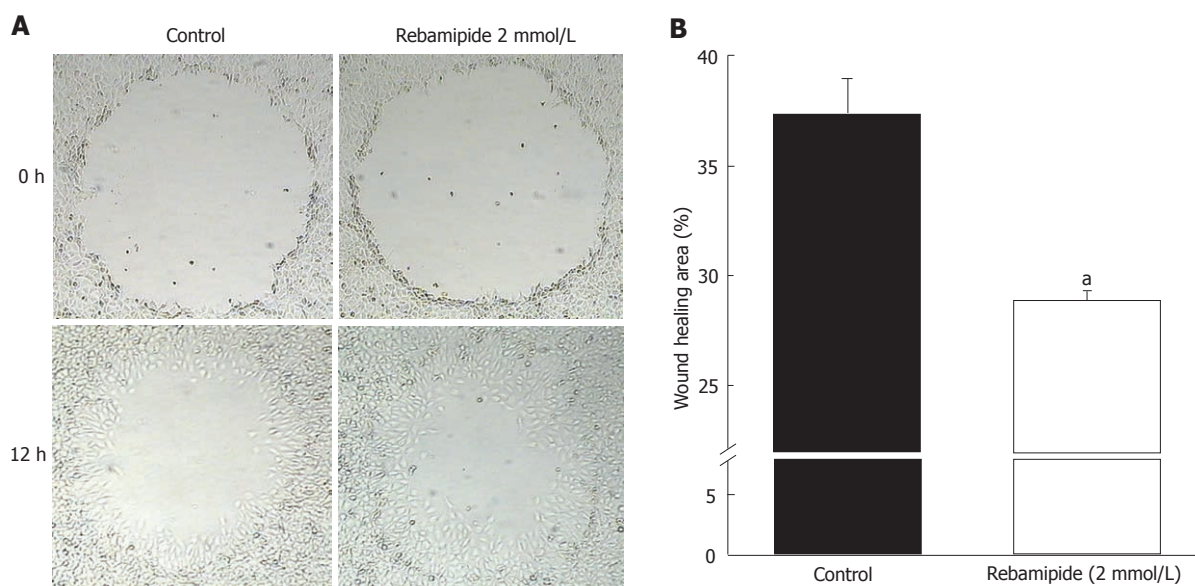 A
Control
Rebamipide 2 mmol/L
0 h
12 h
B
Wound healing area (%)
40
35
30
25
5
0
a
Control
Rebamipide (2 mmol/L)